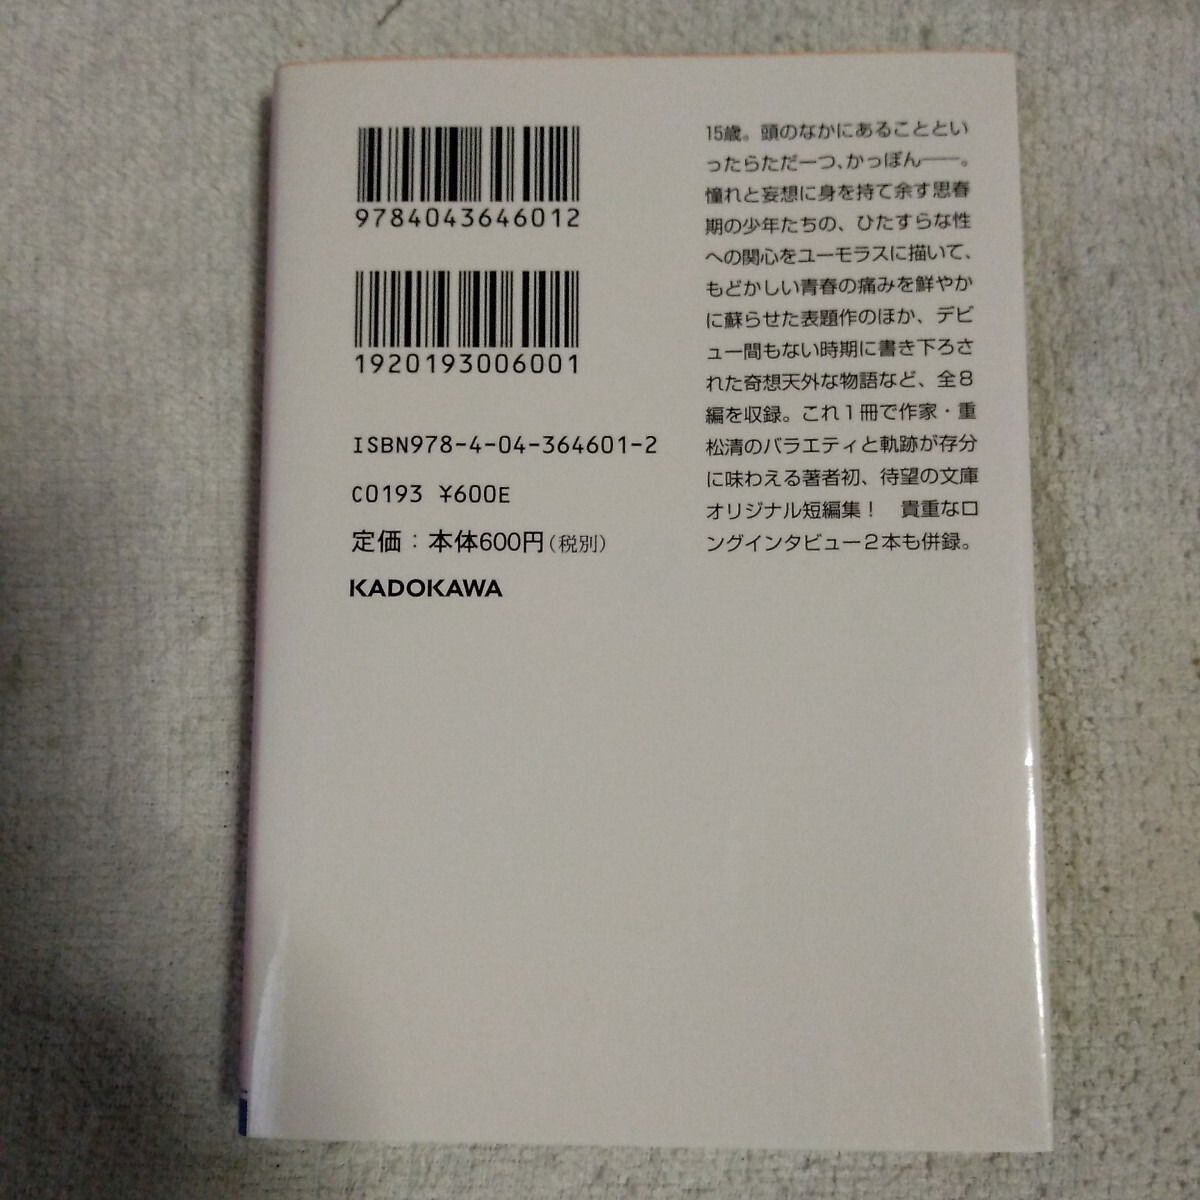 9784043646012
1920193006001
ISBN978-4-04-364601-2
C0193 ¥600E
定価：本体600円（税別）
KADOKAWA
15歳。頭のなかにあることとい
ったらただ一つ、かっぽん――。
憧れと妄想に身を持て余す思春
期の少年たちの、ひたすらな性
への関心をユーモラスに描いて、
もどかしい青春の痛みを鮮やか
に蘇らせた表題作のほか、デビ
ュー間もない時期に書き下ろさ
れた奇想天外な物語など、全8
編を収録。これ1冊で作家・重
松清のバラエティと軌跡が存分
に味わえる著者初、待望の文庫
オリジナル短編集！　貴重なロ
ングインタビュー2本も併録。